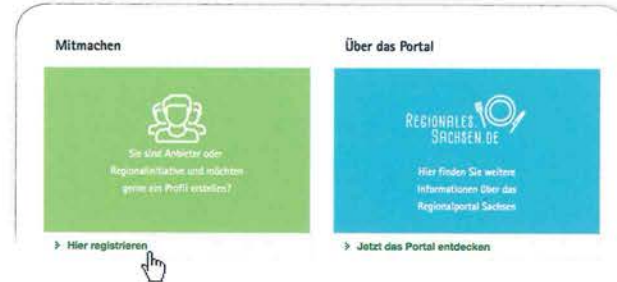 Mitmachen
Sie sind Anbieter oder
Regionalinitiative und möchten
gerne ein Profil erstellen?
> Hier registrieren
Über das Portal
REGIONALES
SACHSEN.DE
Hier finden Sie weitere
Informationen über das
Regionalportal Sachsen
> Jetzt das Portal entdecken